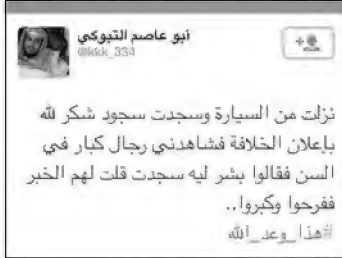 أبو عاصم التبوكي
@kkk_334
نزلت من السيارة وسجدت سجود شكر لله
بإعلان الخلافة فشاهدني رجال كبار في
السن فقالوا بشر ليه سجدت قلت لهم الخبر
ففرحوا وكبروا..
#هذا_وعد_الله